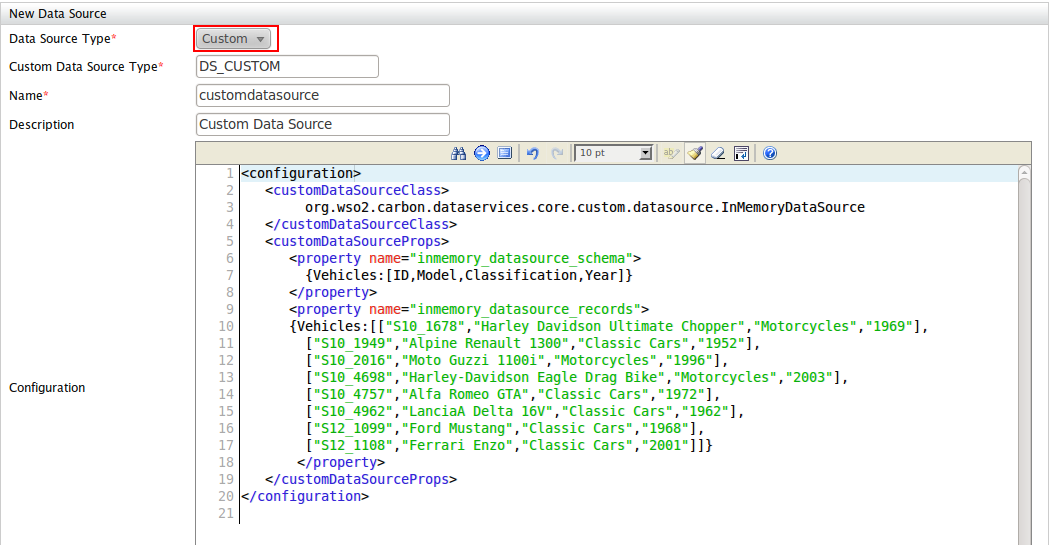 New Data Source
Data Source Type* Custom
Custom Data Source Type* DS_CUSTOM
Name* customdatasource
Description Custom Data Source
10 pt
Configuration
1 <configuration>
2 <customDataSourceClass>
3 org.wso2.carbon.dataservices.core.custom.datasource.InMemoryDataSource
4 </customDataSourceClass>
5 <customDataSourceProps>
6 <property name="inmemory_datasource_schema">
7 {Vehicles:[ID,Model,Classification,Year]}
8 </property>
9 <property name="inmemory_datasource_records">
10 {Vehicles:[["S10_1678","Harley Davidson Ultimate Chopper","Motorcycles","1969"],
11 ["S10_1949","Alpine Renault 1300","Classic Cars","1952"],
12 ["S10_2016","Moto Guzzi 1100i","Motorcycles","1996"],
13 ["S10_4698","Harley-Davidson Eagle Drag Bike","Motorcycles","2003"],
14 ["S10_4757","Alfa Romeo GTA","Classic Cars","1972"],
15 ["S10_4962","LanciaA Delta 16V","Classic Cars","1962"],
16 ["S12_1099","Ford Mustang","Classic Cars","1968"],
17 ["S12_1108","Ferrari Enzo","Classic Cars","2001"]]}
18 </property>
19 </customDataSourceProps>
20 </configuration>
21